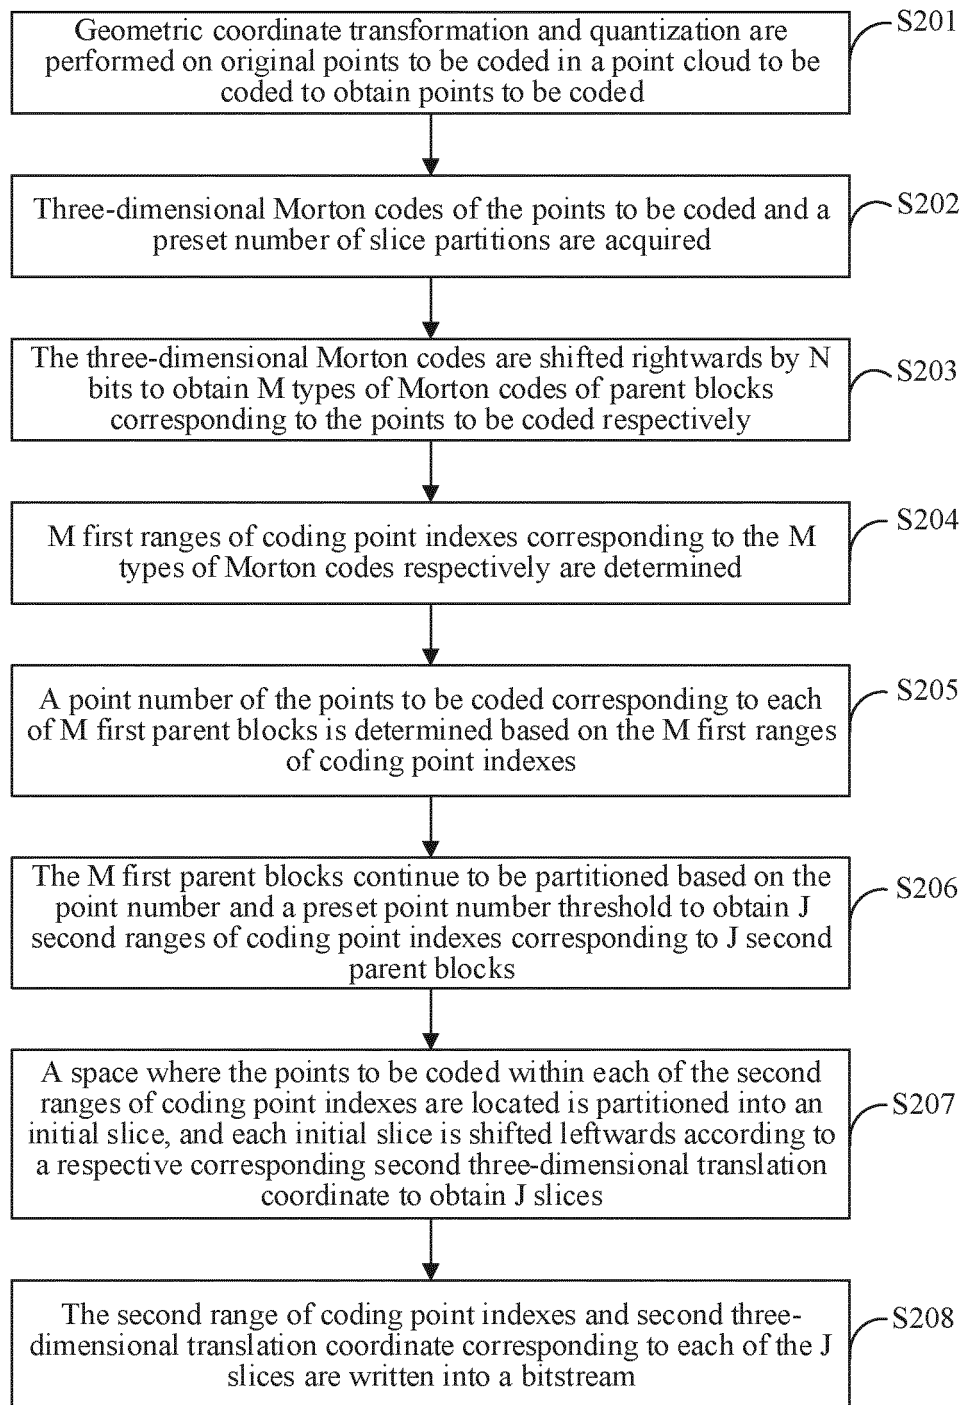 Geometric coordinate transformation and quantization are
performed on original points to be coded in a point cloud to be
coded to obtain points to be coded
S201
Three-dimensional Morton codes of the points to be coded and a
preset number of slice partitions are acquired
S202
The three-dimensional Morton codes are shifted rightwards by N
bits to obtain M types of Morton codes of parent blocks
corresponding to the points to be coded respectively
S203
M first ranges of coding point indexes corresponding to the M
types of Morton codes respectively are determined
S204
A point number of the points to be coded corresponding to each
of M first parent blocks is determined based on the M first ranges
of coding point indexes
S205
The M first parent blocks continue to be partitioned based on the
point number and a preset point number threshold to obtain J
second ranges of coding point indexes corresponding to J second
parent blocks
S206
A space where the points to be coded within each of the second
ranges of coding point indexes are located is partitioned into an
initial slice, and each initial slice is shifted leftwards according to
a respective corresponding second three-dimensional translation
coordinate to obtain J slices
S207
The second range of coding point indexes and second three-
dimensional translation coordinate corresponding to each of the J
slices are written into a bitstream
S208